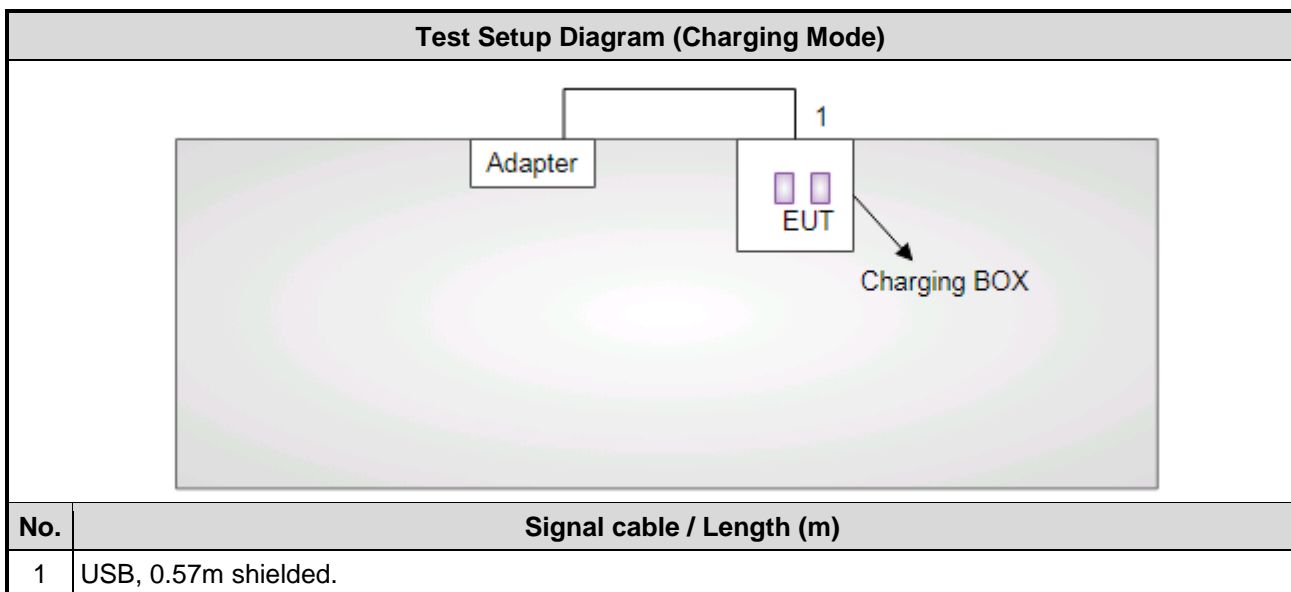 Test Setup Diagram (Charging Mode)
1
Adapter
EUT
Charging BOX
No. Signal cable / Length (m)
1 USB, 0.57m shielded.